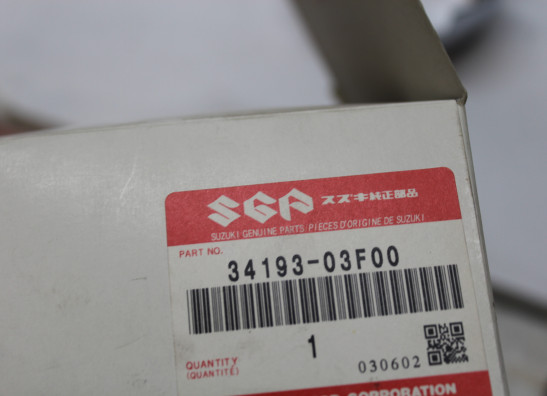 SGP スズキ純正部品
SUZUKI GENUINE PARTS/PIECES D'ORIGINE DE SUZUKI
PART NO.
34193-03F00
1
QUANTITY
(QUANTITÉ)
030602
CORPORATION